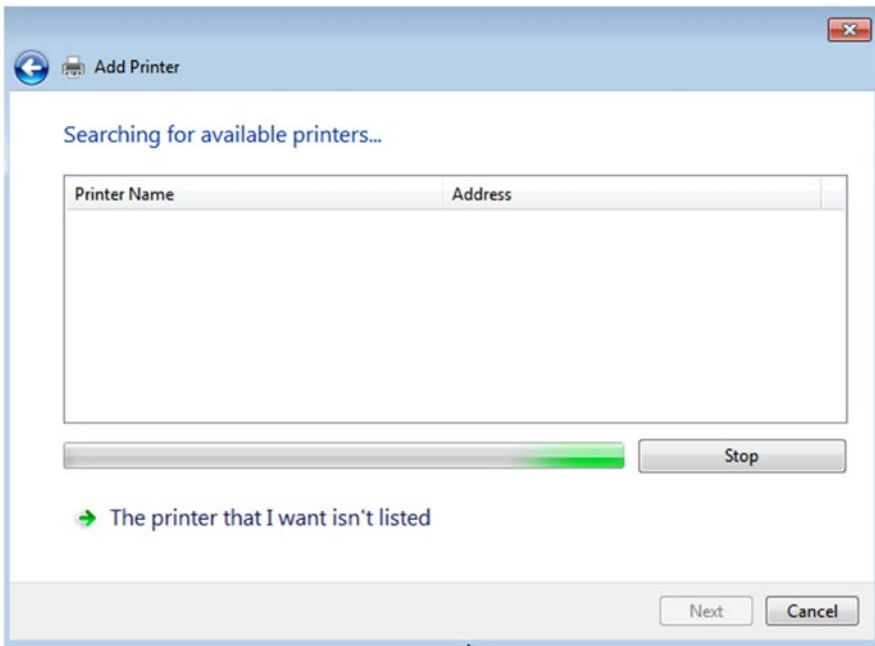 Add Printer
Searching for available printers...
Printer Name Address
Stop
The printer that I want isn't listed
Next Cancel